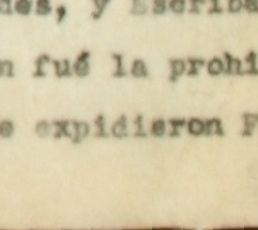 des, y Escriba
n fué la prohi
e expidieron F